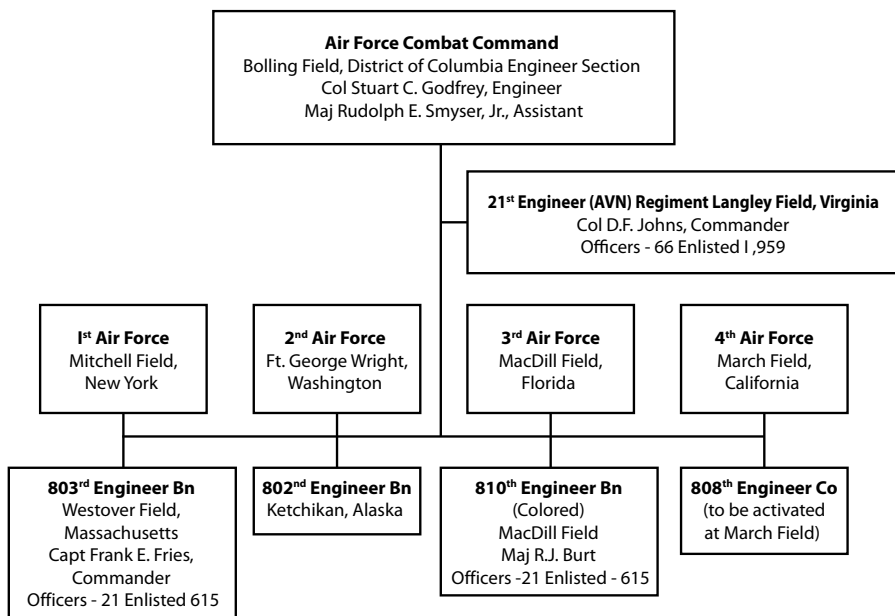 Air Force Combat Command
Bolling Field, District of Columbia Engineer Section
Col Stuart C. Godfrey, Engineer
Maj Rudolph E. Smyser, Jr., Assistant
21st Engineer (AVN) Regiment Langley Field, Virginia
Col D.F. Johns, Commander
Officers - 66 Enlisted I ,959
Ist Air Force
Mitchell Field,
New York
2nd Air Force
Ft. George Wright,
Washington
3rd Air Force
MacDill Field,
Florida
4th Air Force
March Field,
California
803rd Engineer Bn
Westover Field,
Massachusetts
Capt Frank E. Fries,
Commander
Officers - 21 Enlisted 615
802nd Engineer Bn
Ketchikan, Alaska
810th Engineer Bn
(Colored)
MacDill Field
Maj R.J. Burt
Officers -21 Enlisted - 615
808th Engineer Co
(to be activated
at March Field)